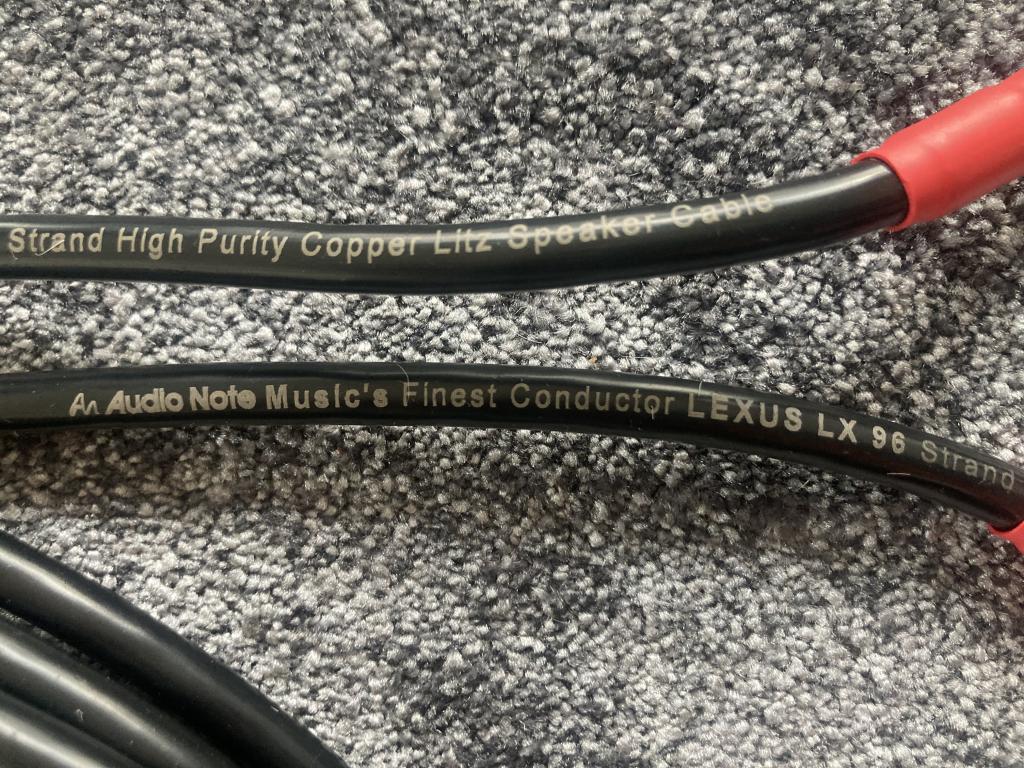 Strand High Purity Copper Litz Speaker Cable
An Audio Note Music's Finest Conductor LEXUS LX 96 Strand